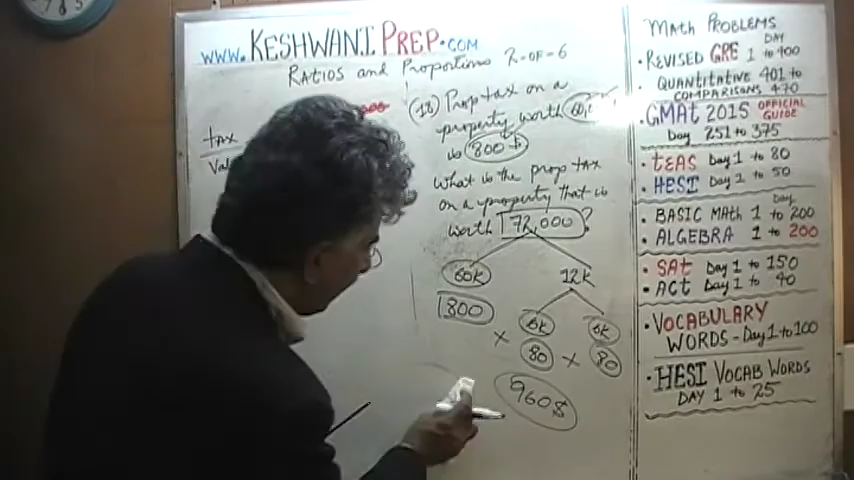 www.KESHWANIPREP.COM
RATIOS and Proportions 2-OF-6
tax
Val
(18) Prop tax on a
property worth 60,
is 800 $
What is the prop tax
on a property that is
worth 72,000?
60K 12K
800
6K 6K
x 80 x 80
960$
MATH PROBLEMS
DAY
• REVISED GRE 1 to 400
• QUANTITATIVE 401 to
COMPARISONS 470
• GMAt 2015 OFFICIAL
GUIDE
Day 251 to 375
• tEAS Day 1 to 80
• HESI Day 1 to 50
Day
• BASIC MAth 1 to 200
• ALGEBRA 1 to 200
• SAt Day 1 to 150
• ACt Day 1 to 40
• VOCABULARY
WORDS - Day 1 to 100
• HESI VOCAB WORDS
DAY 1 to 25